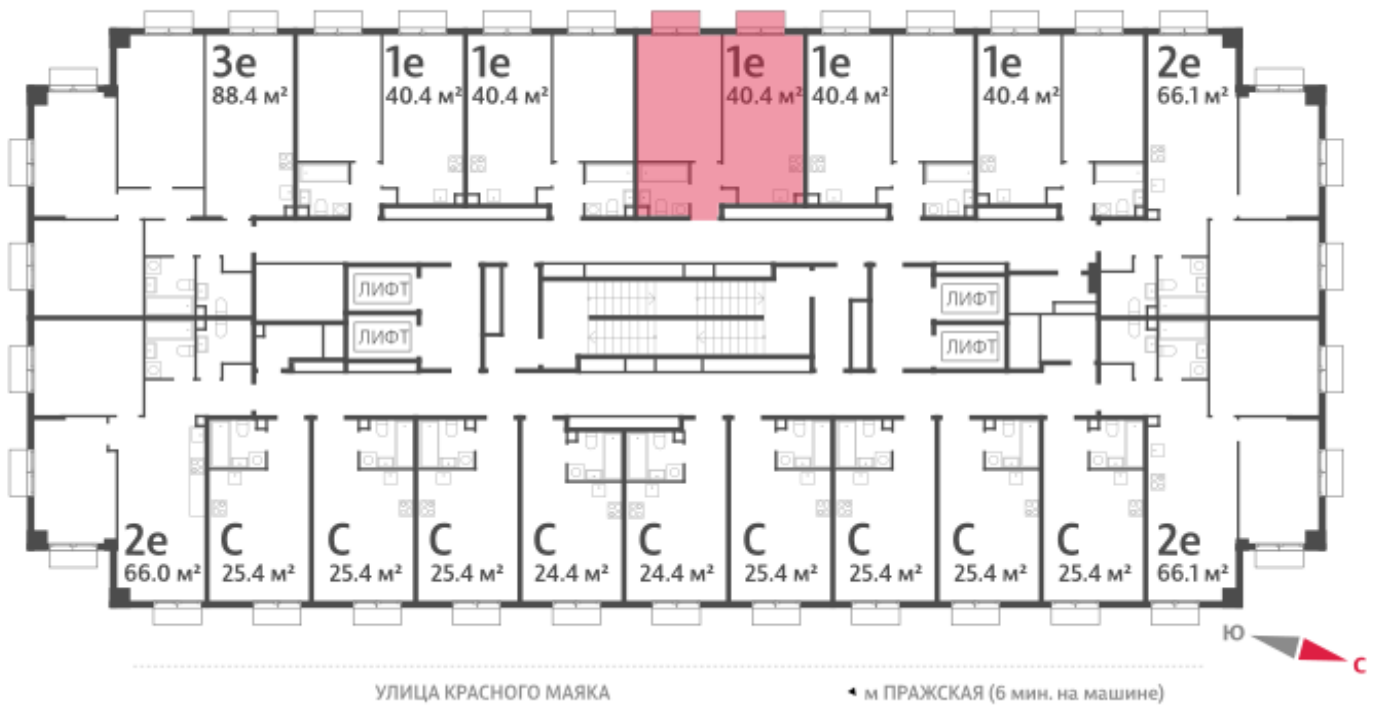 3е
88.4 м²
1е
40.4 м²
1е
40.4 м²
1е
40.4 м²
1е
40.4 м²
1е
40.4 м²
2е
66.1 м²
ЛИФТ
ЛИФТ
ЛИФТ
ЛИФТ
2е
66.0 м²
С
25.4 м²
С
25.4 м²
С
25.4 м²
С
24.4 м²
С
24.4 м²
С
25.4 м²
С
25.4 м²
С
25.4 м²
С
25.4 м²
2е
66.1 м²
Ю
С
УЛИЦА КРАСНОГО МАЯКА
м ПРАЖСКАЯ (6 мин. на машине)